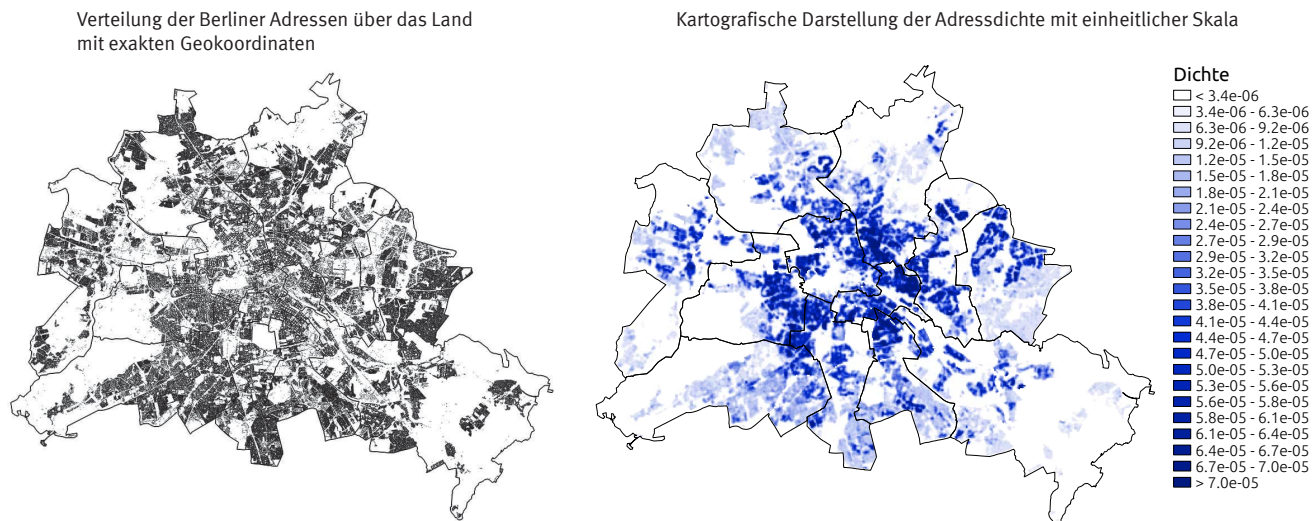 Verteilung der Berliner Adressen über das Land
mit exakten Geokoordinaten
Kartografische Darstellung der Adressdichte mit einheitlicher Skala
Dichte
< 3.4e-06
3.4e-06 - 6.3e-06
6.3e-06 - 9.2e-06
9.2e-06 - 1.2e-05
1.2e-05 - 1.5e-05
1.5e-05 - 1.8e-05
1.8e-05 - 2.1e-05
2.1e-05 - 2.4e-05
2.4e-05 - 2.7e-05
2.7e-05 - 2.9e-05
2.9e-05 - 3.2e-05
3.2e-05 - 3.5e-05
3.5e-05 - 3.8e-05
3.8e-05 - 4.1e-05
4.1e-05 - 4.4e-05
4.4e-05 - 4.7e-05
4.7e-05 - 5.0e-05
5.0e-05 - 5.3e-05
5.3e-05 - 5.6e-05
5.6e-05 - 5.8e-05
5.8e-05 - 6.1e-05
6.1e-05 - 6.4e-05
6.4e-05 - 6.7e-05
6.7e-05 - 7.0e-05
> 7.0e-05